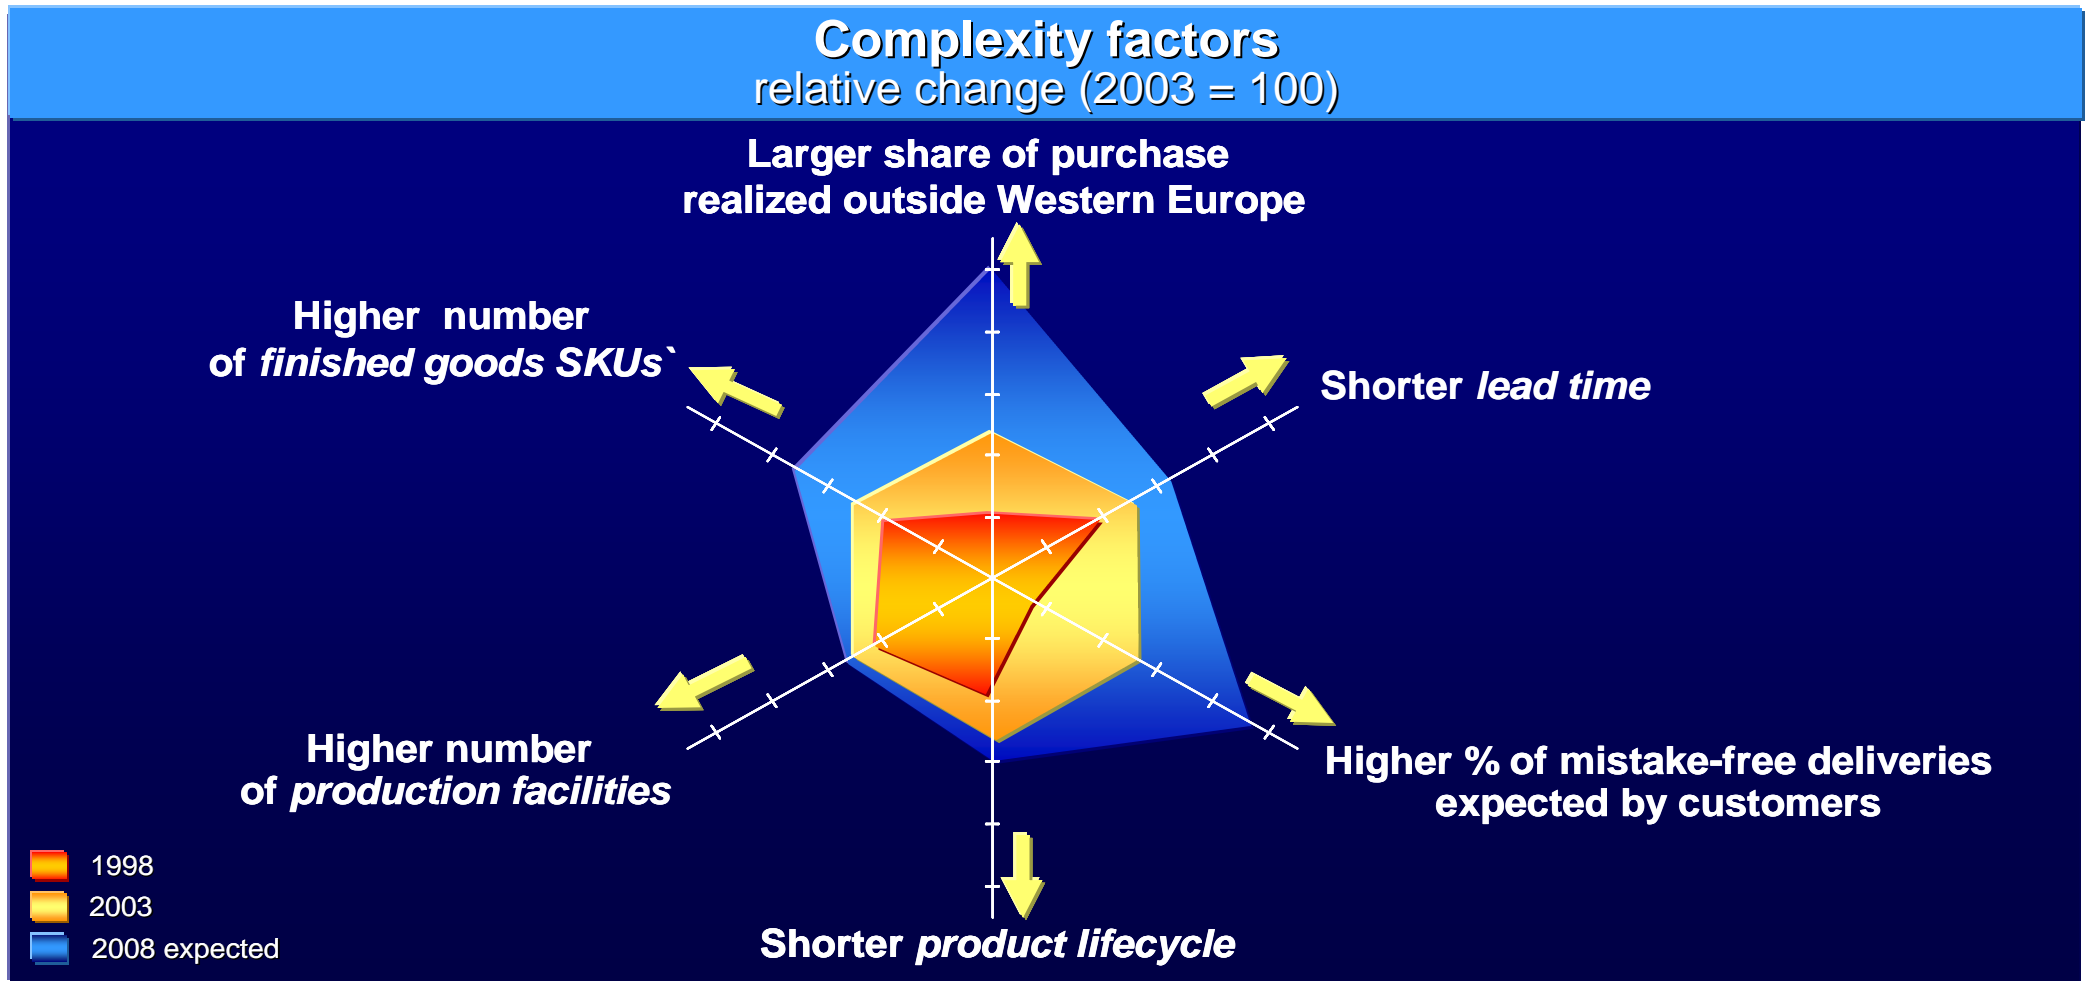 Complexity factors
relative change (2003 = 100)
Larger share of purchase
realized outside Western Europe
Higher number
of finished goods SKUs`
Shorter lead time
Higher number
of production facilities
Higher % of mistake-free deliveries
expected by customers
Shorter product lifecycle
1998
2003
2008 expected